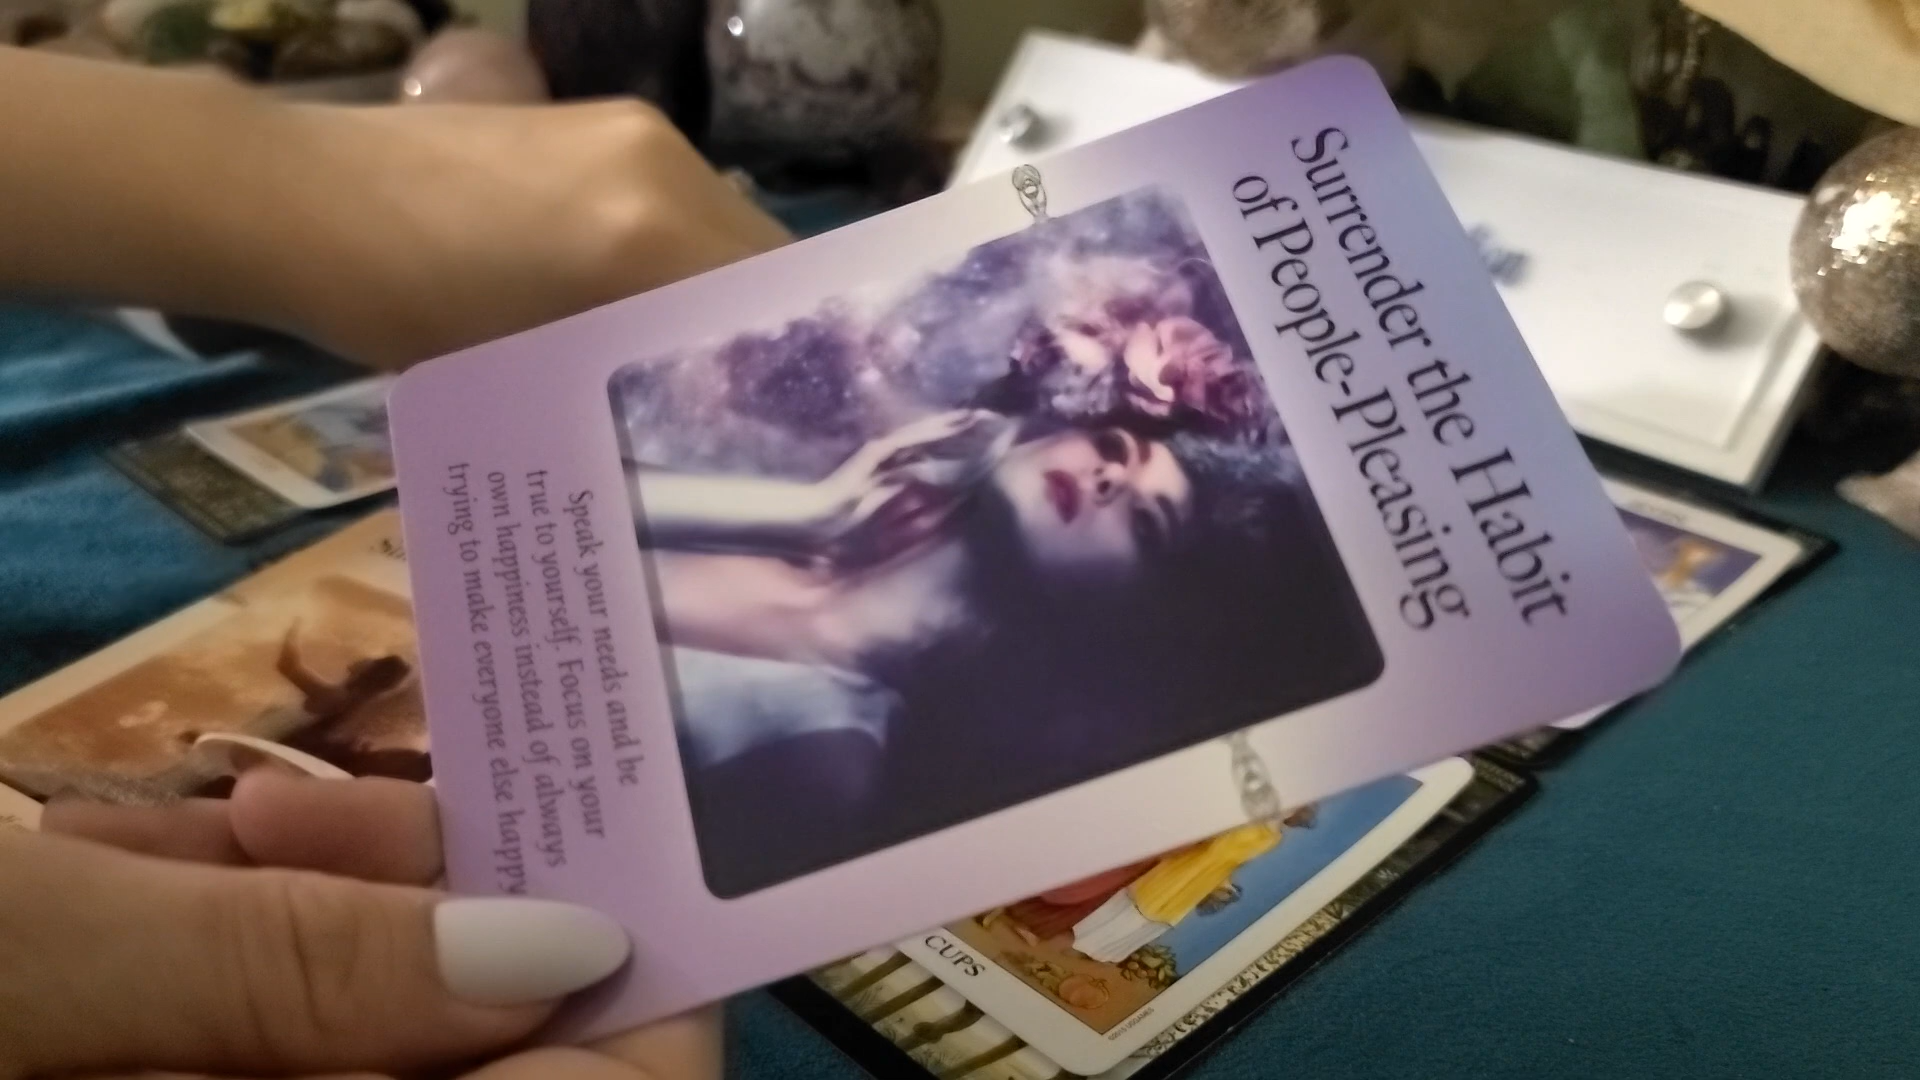 Surrender the Habit
of People-Pleasing
Speak your needs and be
true to yourself. Focus on your
own happiness instead of always
trying to make everyone else happy
CUPS